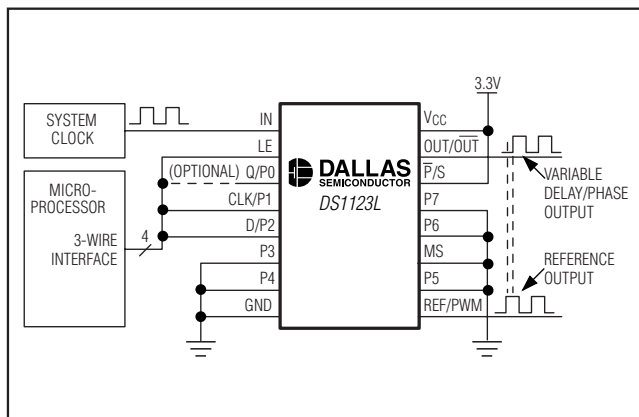 SYSTEM
CLOCK
MICRO-
PROCESSOR
3-WIRE
INTERFACE
4
(OPTIONAL)
IN
LE
Q/P0
CLK/P1
D/P2
P3
P4
GND
DALLAS
SEMICONDUCTOR
DS1123L
3.3V
VCC
OUT/OUT
P/S
P7
P6
MS
P5
REF/PWM
VARIABLE
DELAY/PHASE
OUTPUT
REFERENCE
OUTPUT